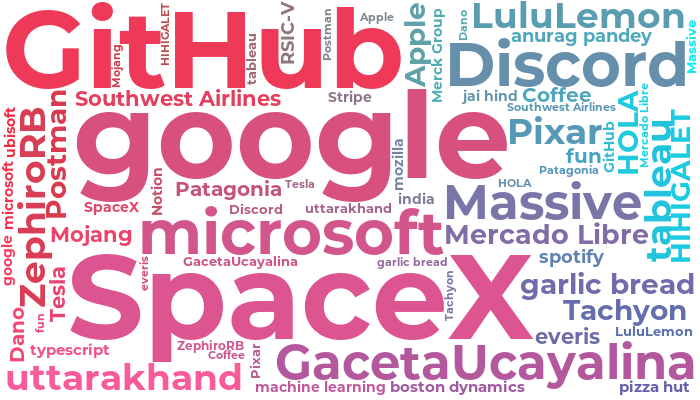 GitHub
Mojang
HIHIGALET
tableau
RSIC-V
Postman
Apple
Apple
Merck Group
Dano
LuluLemon
anurag pandey
Massive
Discord
Southwest Airlines
Stripe
jai hind
Coffee
Southwest Airlines
google
Pixar
GitHub
HOLA
Mercado Libre
fun
Patagonia
tableau
HIHIGALET
ubisoft
google microsoft
ZephiroRB
Postman
Notion
Patagonia
Tesla
mozilla
india
HOLA
SpaceX
Discord
uttarakhand
Massive
Mojang
microsoft
Mercado Libre
GacetaUcayalina
garlic bread
spotify
everis
SpaceX
Tachyon
garlic bread
Tachyon
Tesla
Dano
fun
everis
LuluLemon
typescript
ZephiroRB
Coffee
Pixar
GacetaUcayalina
uttarakhand
machine learning
boston dynamics
pizza hut